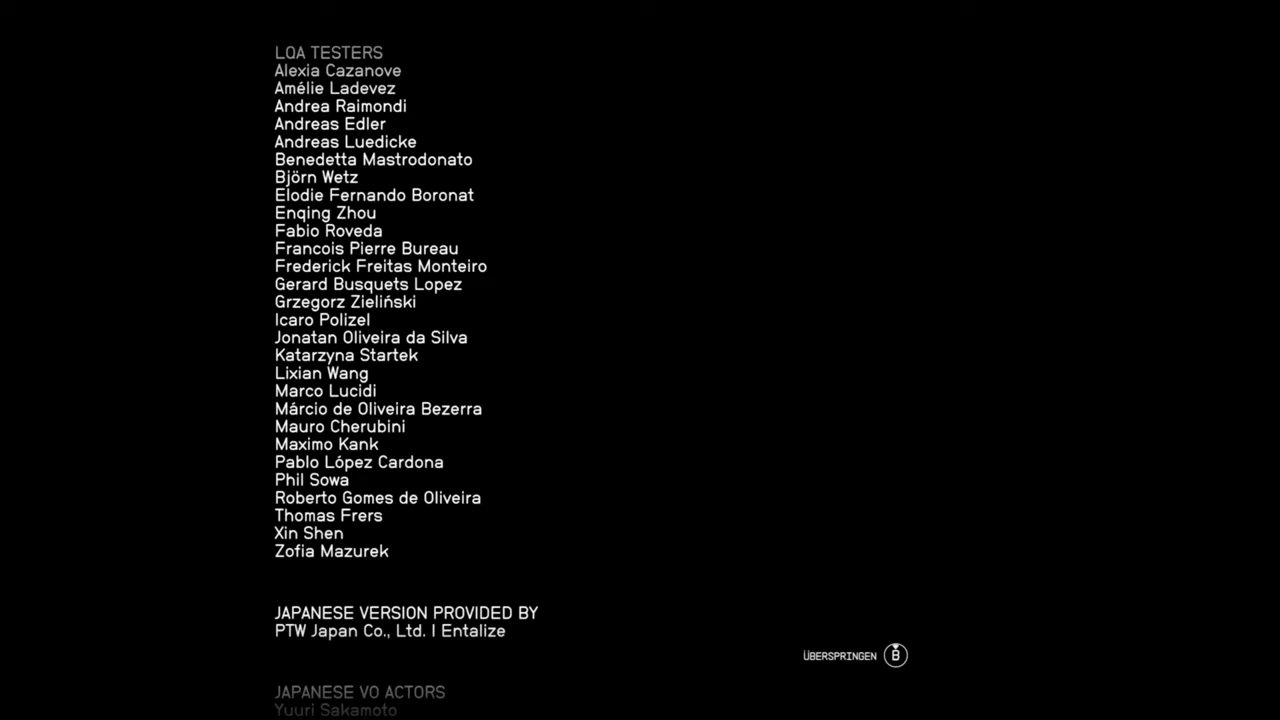 LQA TESTERS
Alexia Cazanove
Amélie Ladevez
Andrea Raimondi
Andreas Edler
Andreas Luedicke
Benedetta Mastrodonato
Björn Wetz
Elodie Fernando Boronat
Enqing Zhou
Fabio Roveda
Francois Pierre Bureau
Frederick Freitas Monteiro
Gerard Busquets Lopez
Grzegorz Zieliński
Icaro Polizel
Jonatan Oliveira da Silva
Katarzyna Startek
Lixian Wang
Marco Lucidi
Márcio de Oliveira Bezerra
Mauro Cherubini
Maximo Kank
Pablo López Cardona
Phil Sowa
Roberto Gomes de Oliveira
Thomas Frers
Xin Shen
Zofia Mazurek
JAPANESE VERSION PROVIDED BY
PTW Japan Co., Ltd. | Entalize
ÜBERSPRINGEN B
JAPANESE VO ACTORS
Yuuri Sakamoto